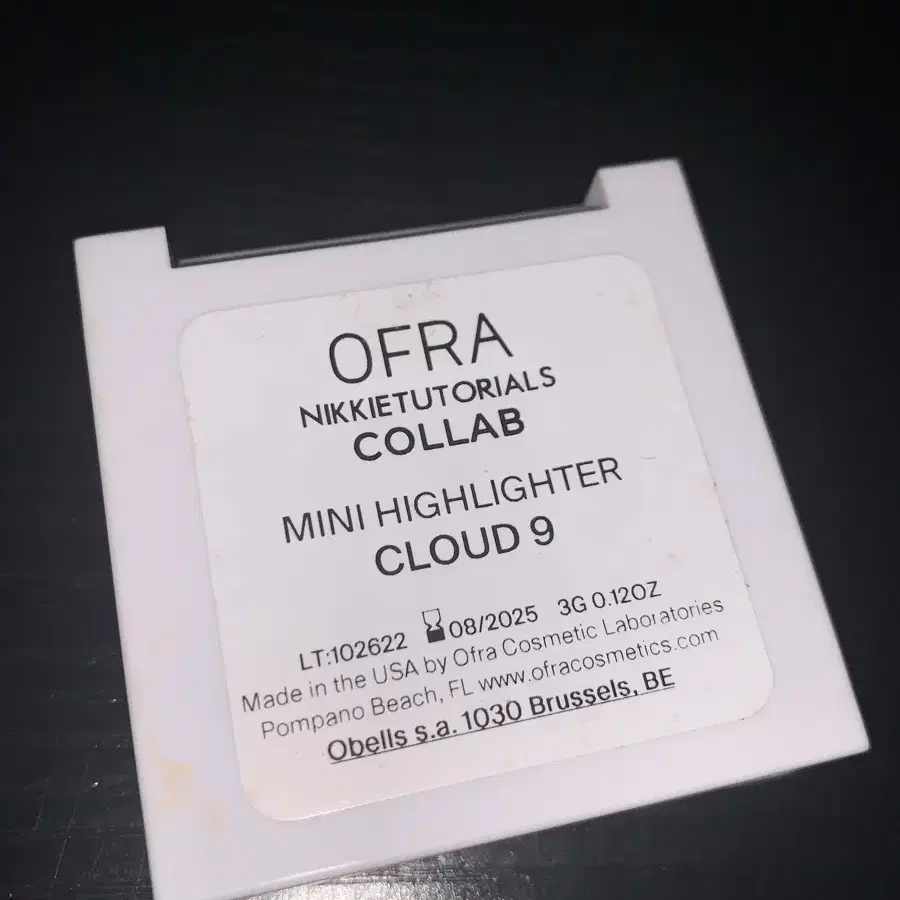 OFRA
NIKKIETUTORIALS
COLLAB
MINI HIGHLIGHTER
CLOUD 9
LT:102622 08/2025 3G 0.12OZ
Made in the USA by Ofra Cosmetic Laboratories
Pompano Beach, FL www.ofracosmetics.com
Obells s.a. 1030 Brussels, BE